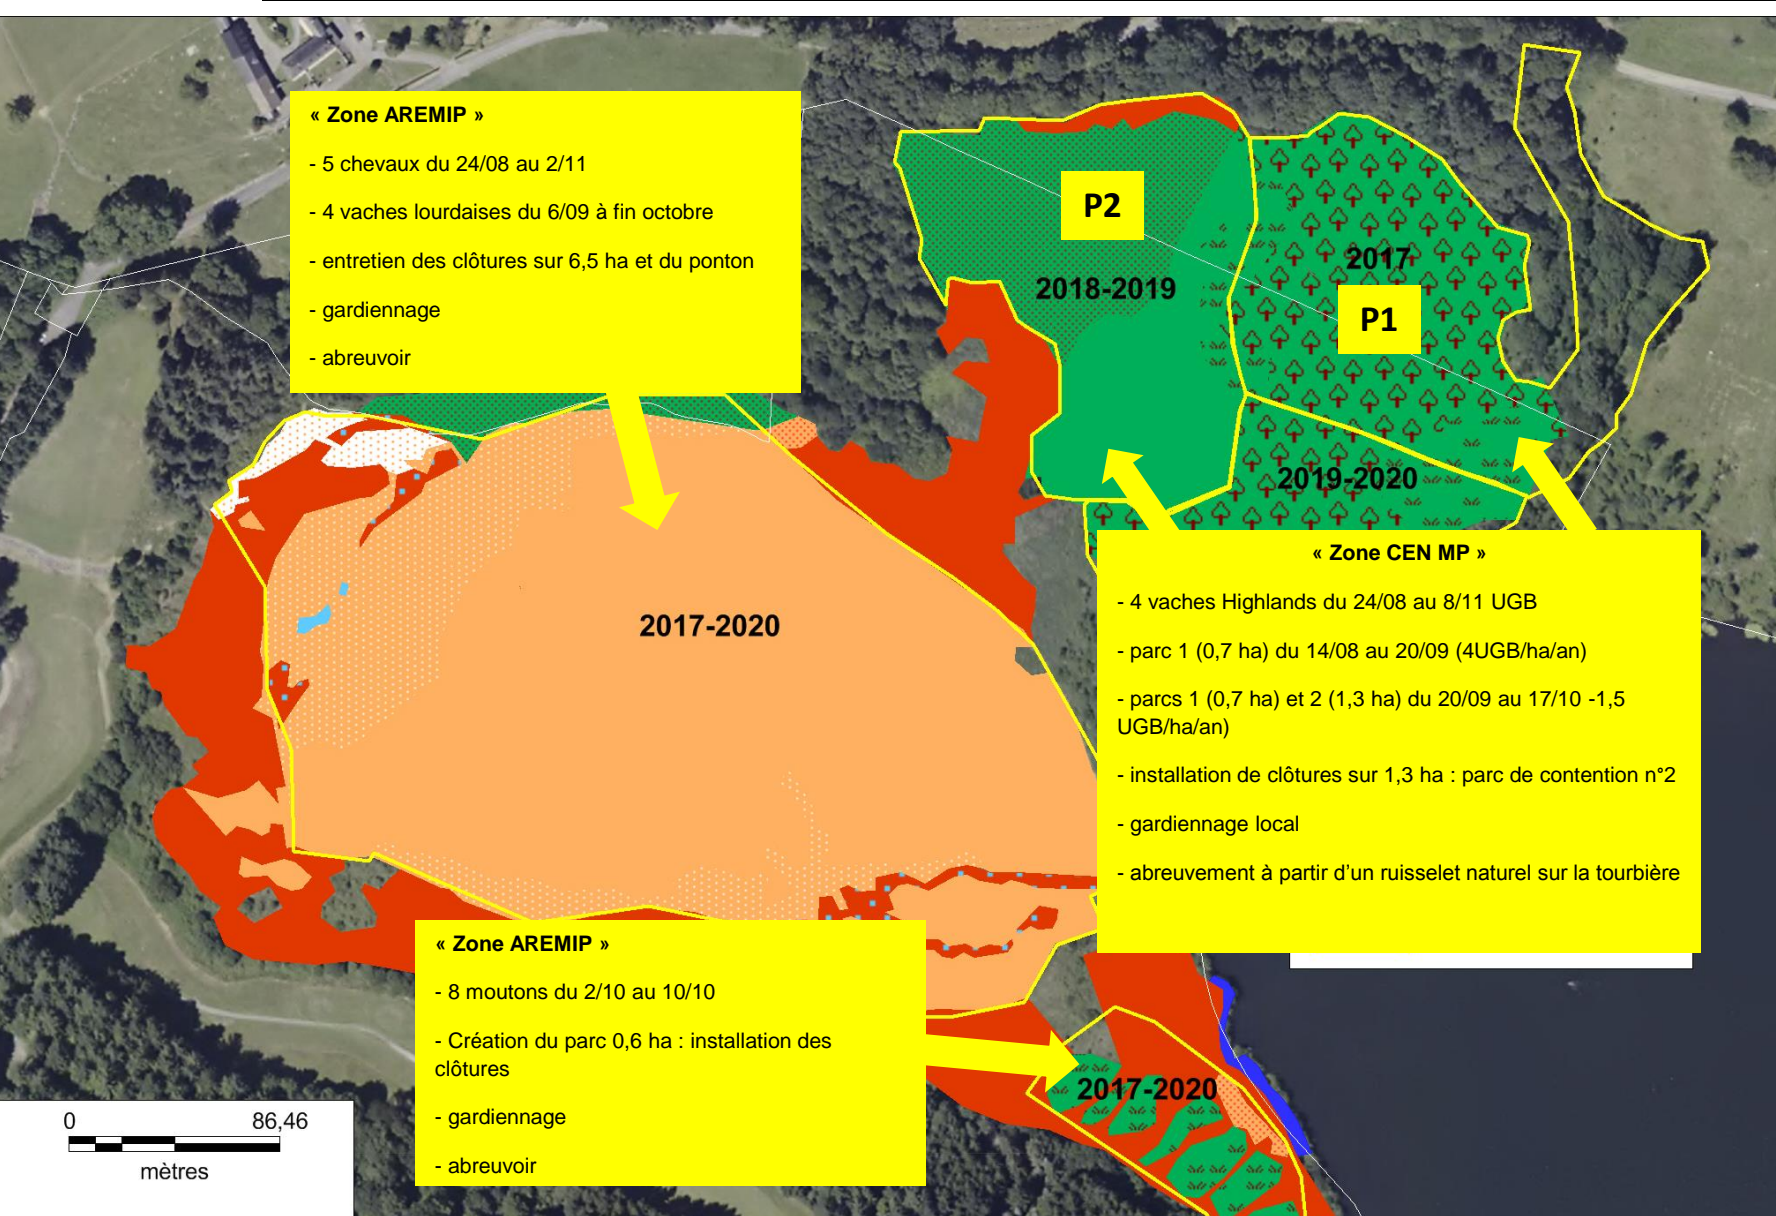 « Zone AREMIP »
- 5 chevaux du 24/08 au 2/11
- 4 vaches lourdaises du 6/09 à fin octobre
- entretien des clôtures sur 6,5 ha et du ponton
- gardiennage
- abreuvoir
P2
2018-2019
2017
P1
2019-2020
2017-2020
« Zone CEN MP »
- 4 vaches Highlands du 24/08 au 8/11 UGB
- parc 1 (0,7 ha) du 14/08 au 20/09 (4UGB/ha/an)
- parcs 1 (0,7 ha) et 2 (1,3 ha) du 20/09 au 17/10 -1,5
UGB/ha/an)
- installation de clôtures sur 1,3 ha : parc de contention n°2
- gardiennage local
- abreuvement à partir d'un ruisselet naturel sur la tourbière
« Zone AREMIP »
- 8 moutons du 2/10 au 10/10
- Création du parc 0,6 ha : installation des
clôtures
- gardiennage
- abreuvoir
2017-2020
0 86,46
mètres